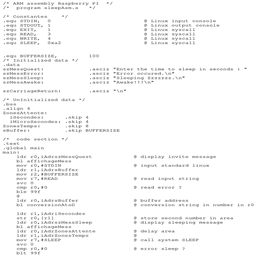 /* ARM assembly Raspberry PI  */
/*  program sleepAsm.s  */

/* Constantes    */
.equ STDIN, 0     @ Linux input console
.equ STDOUT, 1     @ Linux output console
.equ EXIT, 1     @ Linux syscall
.equ READ, 3     @ Linux syscall
.equ WRITE, 4     @ Linux syscall
.equ SLEEP, 0xa2     @ Linux syscall

.equ BUFFERSIZE,     100
/* Initialized data */
.data
szMessQuest:     .asciz "Enter the time to sleep in seconds : "
szMessError:     .asciz "Error occured.\n"
szMessSleep:     .asciz "Sleeping Zzzzzz.\n"
szMessAwake:     .asciz "Awake!!!\n"

szCarriageReturn:     .asciz "\n"

/* UnInitialized data */
.bss
.align 4
ZonesAttente:
  iSecondes:     .skip 4
  iMicroSecondes:  .skip 4
ZonesTemps:     .skip 8
sBuffer:     .skip BUFFERSIZE

/*  code section */
.text
.global main
main:
    ldr r0,iAdrszMessQuest     @ display invite message
    bl affichageMess
    mov r0,#STDIN     @ input standard linux
    ldr r1,iAdrsBuffer
    mov r2,#BUFFERSIZE
    mov r7,#READ     @ read input string
    svc 0
    cmp r0,#0     @ read error ?
    ble 99f
    @
    ldr r0,iAdrsBuffer     @ buffer address
    bl conversionAtoD     @ conversion string in number in r0

    ldr r1,iAdriSecondes
    str r0,[r1]     @ store second number in area
    ldr r0,iAdrszMessSleep     @ display sleeping message
    bl affichageMess
    ldr r0,iAdrZonesAttente     @ delay area
    ldr r1,iAdrZonesTemps
    mov r7,#SLEEP     @ call system SLEEP
    svc 0
    cmp r0,#0     @ error sleep ?
    blt 99f